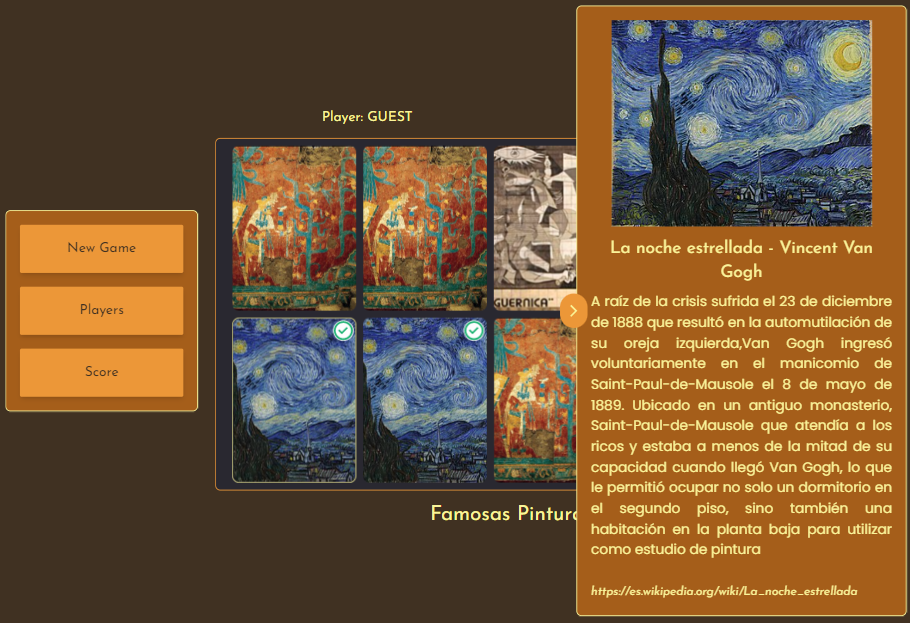 Player: GUEST
New Game
Players
Score
GUERNICA
Famosas Pintura
La noche estrellada - Vincent Van
Gogh
A raíz de la crisis sufrida el 23 de diciembre
de 1888 que resultó en la automutilación de
su oreja izquierda,Van Gogh ingresó
voluntariamente en el manicomio de
Saint-Paul-de-Mausole el 8 de mayo de
1889. Ubicado en un antiguo monasterio,
Saint-Paul-de-Mausole que atendía a los
ricos y estaba a menos de la mitad de su
capacidad cuando llegó Van Gogh, lo que
le permitió ocupar no solo un dormitorio en
el segundo piso, sino también una
habitación en la planta baja para utilizar
como estudio de pintura
https://es.wikipedia.org/wiki/La_noche_estrellada